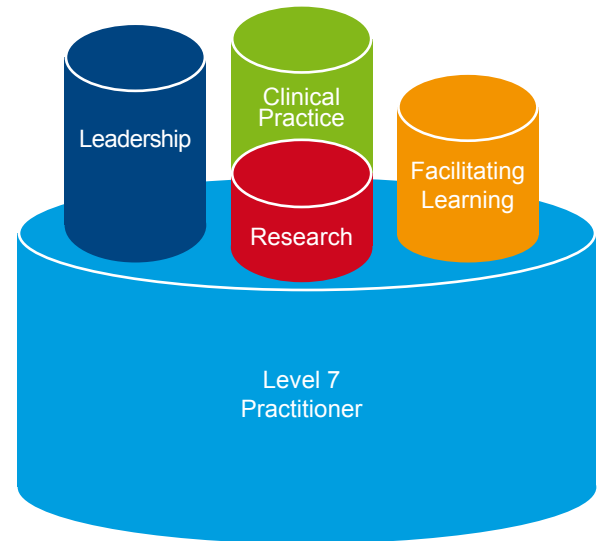 Clinical
Practice
Leadership
Facilitating
Learning
Research
Level 7
Practitioner